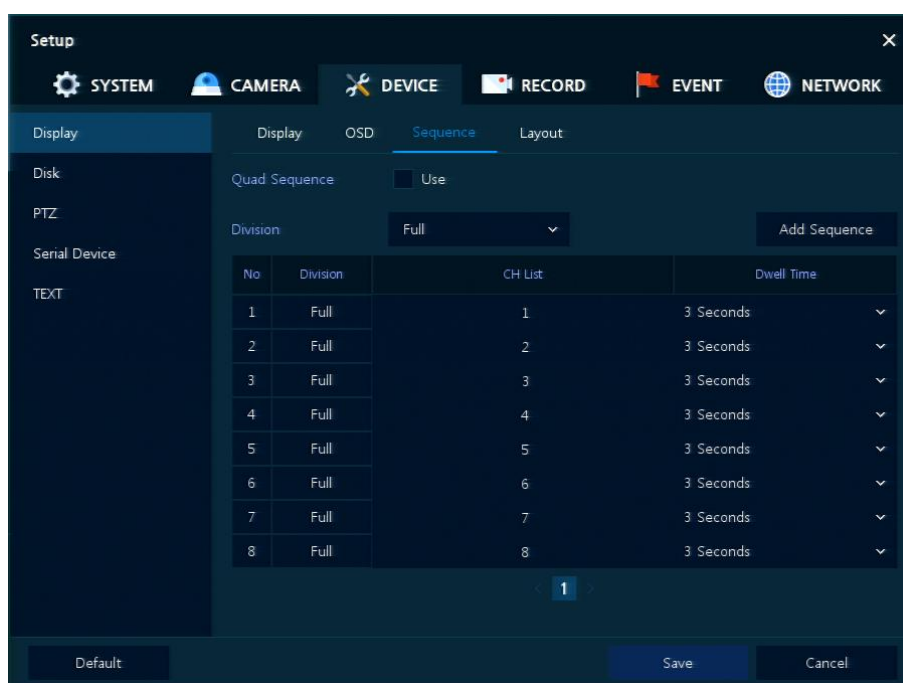 Setup ×
SYSTEM CAMERA DEVICE RECORD EVENT NETWORK
Display Display OSD Sequence Layout
Disk Quad Sequence Use
PTZ Division Full Add Sequence
Serial Device
No Division CH List Dwell Time
TEXT
1 Full 1 3 Seconds
2 Full 2 3 Seconds
3 Full 3 3 Seconds
4 Full 4 3 Seconds
5 Full 5 3 Seconds
6 Full 6 3 Seconds
7 Full 7 3 Seconds
8 Full 8 3 Seconds
< 1 >
Default Save Cancel